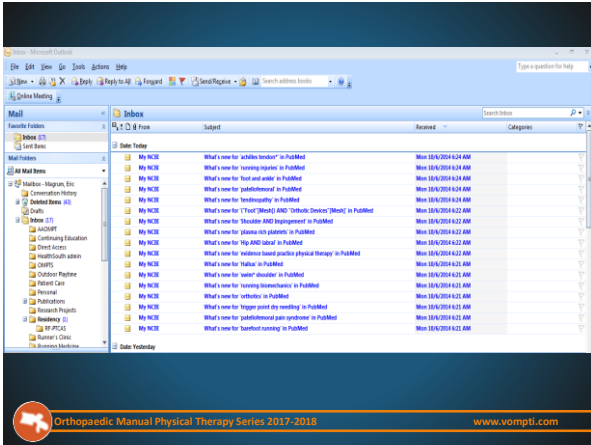 Inbox - Microsoft Outlook
File Edit View Go Tools Actions Help
Type a question for help
New Reply Reply to All Forward Send/Receive Search address books
Online Meeting
Mail
Inbox
Search Inbox
Favorite Folders
From Subject Received Categories
Inbox (17)
Sent Items
Date: Today
Mail Folders
All Mail Items
Mailbox - Magrum, Eric
Conversation History
Deleted Items (43)
Drafts
Inbox (17)
AAOMPT
Continuing Education
Direct Access
HealthSouth admin
OMPTS
Outdoor Playtime
Patient Care
Personal
Publications
Research Projects
Residency (1)
RF-PTCAS
Runner's Clinic
Running Medicine
My NCBI What's new for 'achilles tendon*' in PubMed Mon 10/6/2014 6:24 AM
My NCBI What's new for 'running injuries' in PubMed Mon 10/6/2014 6:24 AM
My NCBI What's new for 'foot and ankle' in PubMed Mon 10/6/2014 6:24 AM
My NCBI What's new for 'patellofemoral' in PubMed Mon 10/6/2014 6:24 AM
My NCBI What's new for 'tendinopathy' in PubMed Mon 10/6/2014 6:22 AM
My NCBI What's new for '("Foot"[Mesh]) AND "Orthotic Devices"[Mesh]' in PubMed Mon 10/6/2014 6:22 AM
My NCBI What's new for 'Shoulder AND Impingement' in PubMed Mon 10/6/2014 6:22 AM
My NCBI What's new for 'plasma rich platelets' in PubMed Mon 10/6/2014 6:22 AM
My NCBI What's new for 'Hip AND labral' in PubMed Mon 10/6/2014 6:22 AM
My NCBI What's new for 'evidence based practice physical therapy' in PubMed Mon 10/6/2014 6:22 AM
My NCBI What's new for 'Hallux' in PubMed Mon 10/6/2014 6:21 AM
My NCBI What's new for 'swim* shoulder' in PubMed Mon 10/6/2014 6:21 AM
My NCBI What's new for 'running biomechanics' in PubMed Mon 10/6/2014 6:21 AM
My NCBI What's new for 'orthotics' in PubMed Mon 10/6/2014 6:21 AM
My NCBI What's new for 'trigger point dry needling' in PubMed Mon 10/6/2014 6:21 AM
My NCBI What's new for 'patellofemoral pain syndrome' in PubMed Mon 10/6/2014 6:21 AM
My NCBI What's new for 'barefoot running' in PubMed Mon 10/6/2014 6:21 AM
Date: Yesterday
Orthopaedic Manual Physical Therapy Series 2017-2018
www.vompti.com